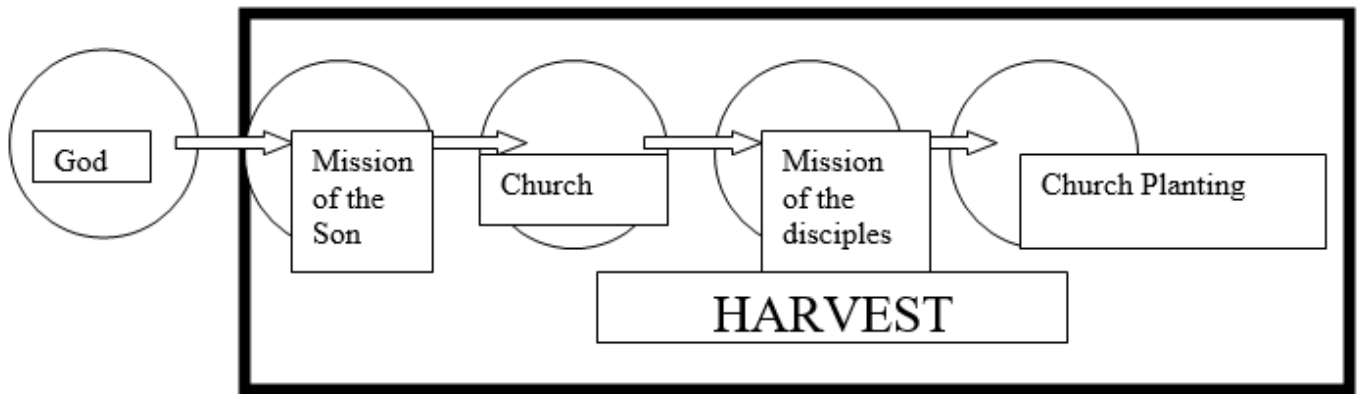 God
Mission
of the
Son
Church
Mission
of the
disciples
Church Planting
HARVEST